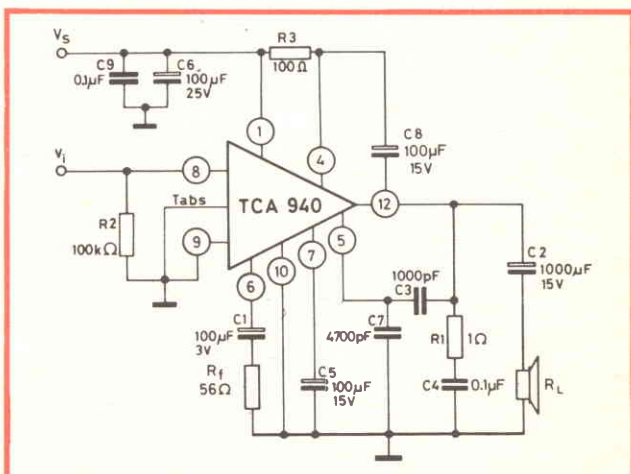 Vs
R3
100Ω
C9
0.1µF
C6
100µF
25V
1
4
C8
100µF
15V
Vi
8
Tabs
TCA 940
12
R2
100kΩ
9
5
6
10
7
C2
1000µF
15V
1000pF
C3
C1
100µF
3V
C7
4700pF
R1
1Ω
Rf
56Ω
C5
100µF
15V
C4
0.1µF
RL